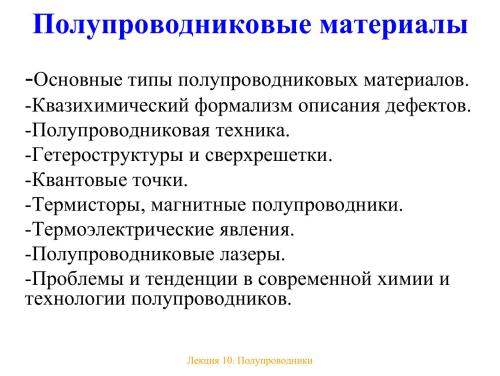 Полупроводниковые материалы
-Основные типы полупроводниковых материалов.
-Квазихимический формализм описания дефектов.
-Полупроводниковая техника.
-Гетероструктуры и сверхрешетки.
-Квантовые точки.
-Термисторы, магнитные полупроводники.
-Термоэлектрические явления.
-Полупроводниковые лазеры.
-Проблемы и тенденции в современной химии и
технологии полупроводников.
Лекция 10. Полупроводники